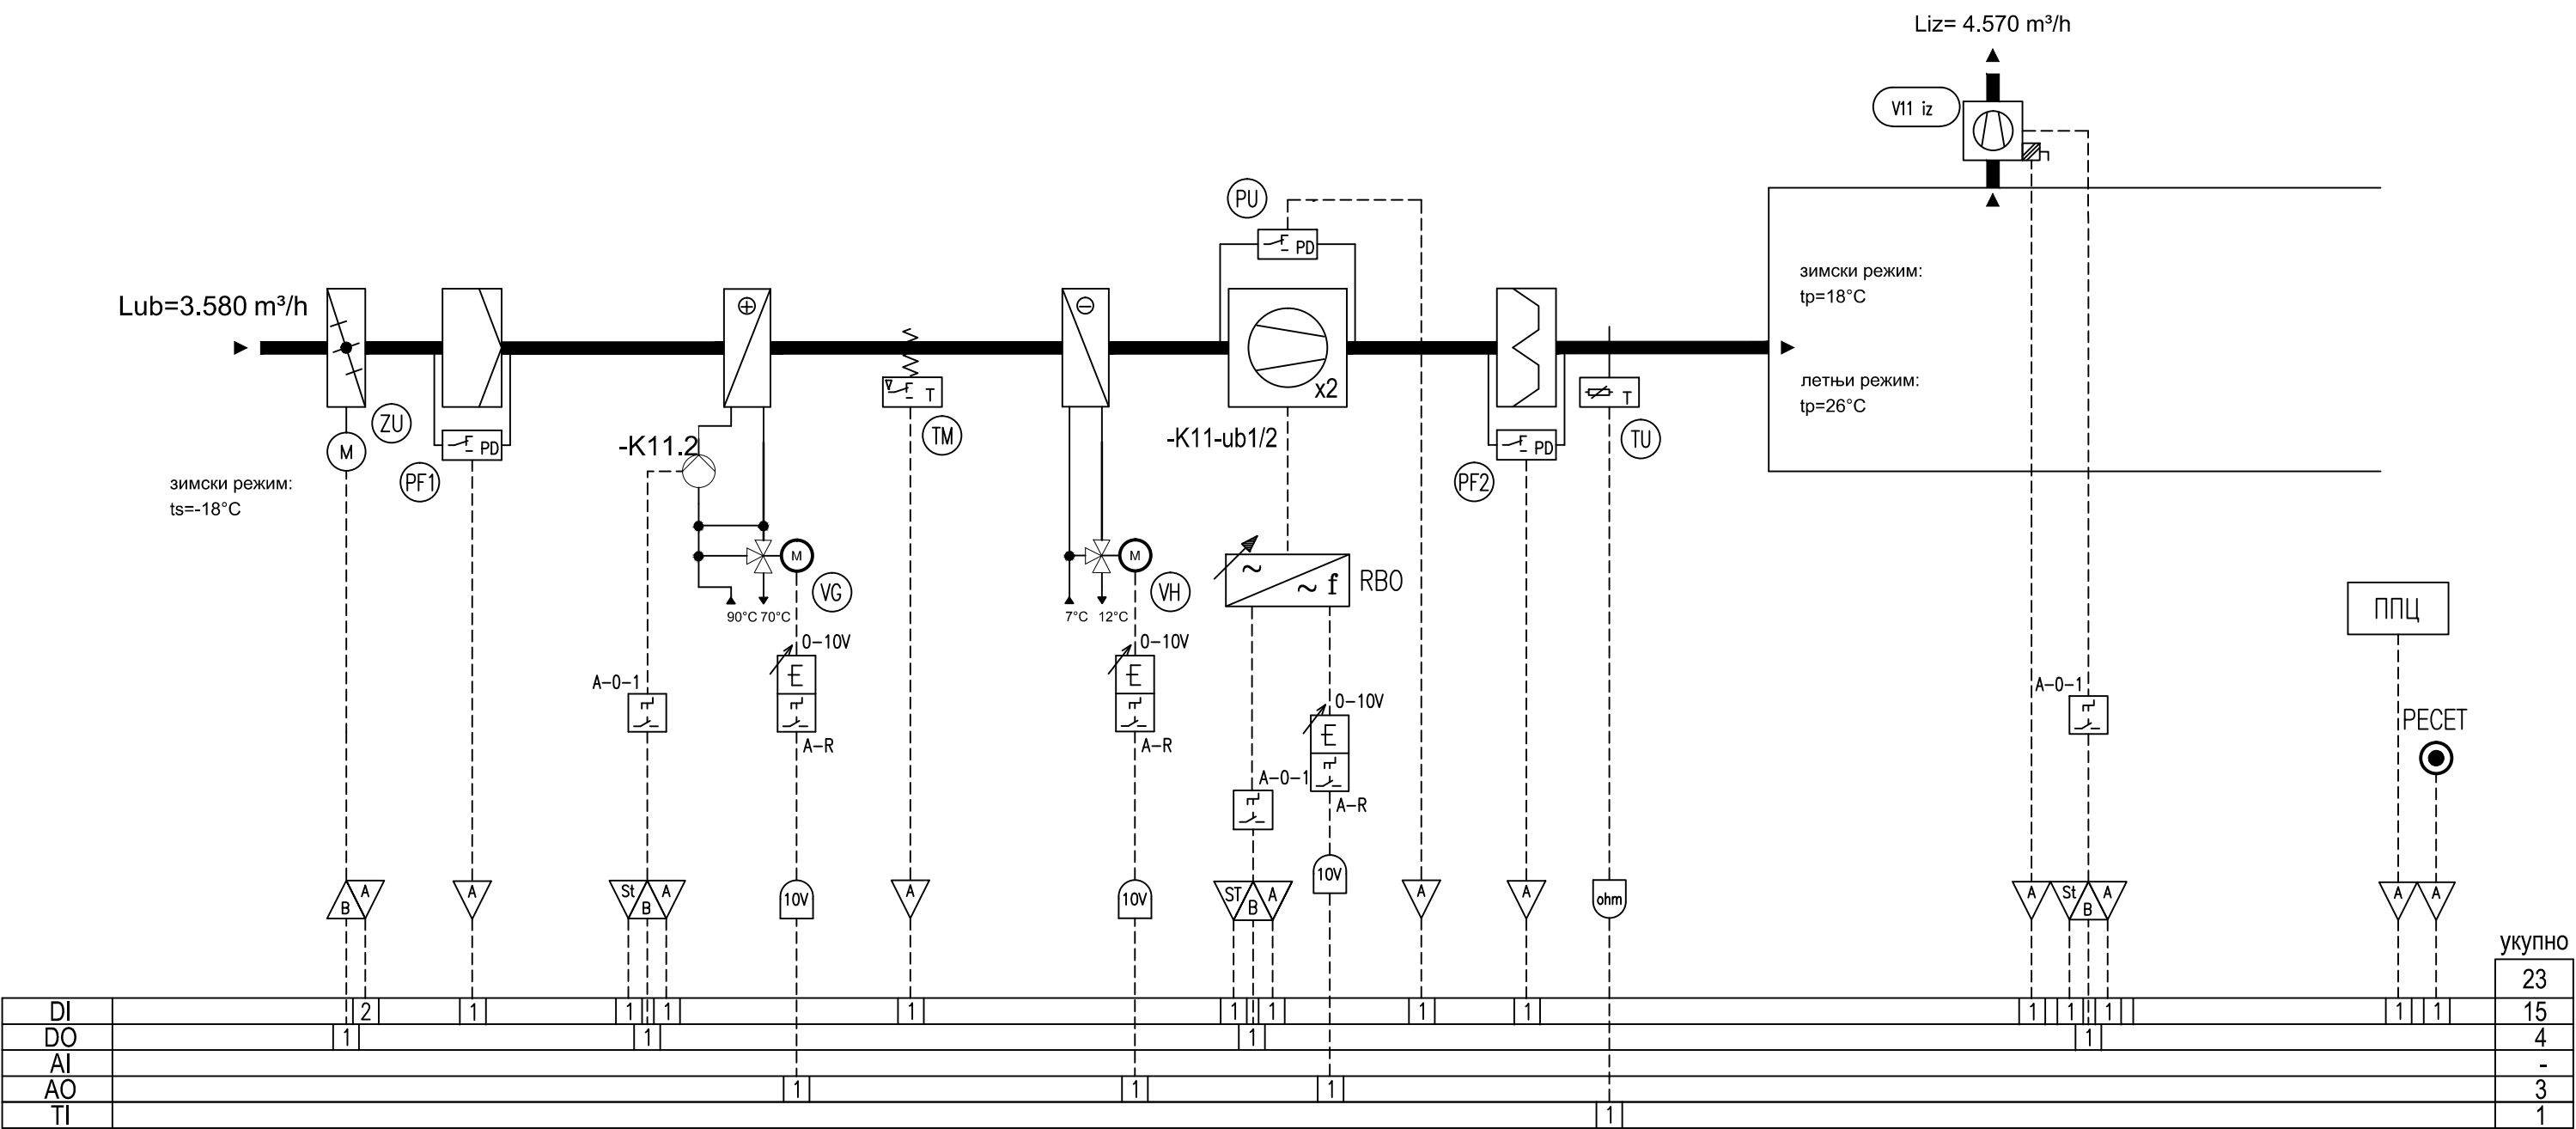 Liz= 4.570 m³/h
V11 iz
PU
PD
зимски режим:
tp=18°C
Lub=3.580 m³/h
x2
летњи режим:
tp=26°C
T
T
ZU
TM
-K11-ub1/2
TU
M
-K11.2
PD
PD
PF1
PF2
зимски режим:
ts=-18°C
M
M
~
~ f
RBO
VG
VH
90°C 70°C
7°C 12°C
ППЦ
0-10V
0-10V
E
E
A-0-1
A-0-1
0-10V
РЕСЕТ
E
A-R
A-R
A-0-1
A-R
10V
A
B
A
St
B
A
10V
A
10V
ST
B
A
A
A
ohm
A
St
B
A
A
A
укупно
23
DI 2 1 1 1 1 1 1 1 1 1 1 1 1 1 15
DO 1 1 1 1 4
AI -
AO 1 1 1 3
TI 1 1